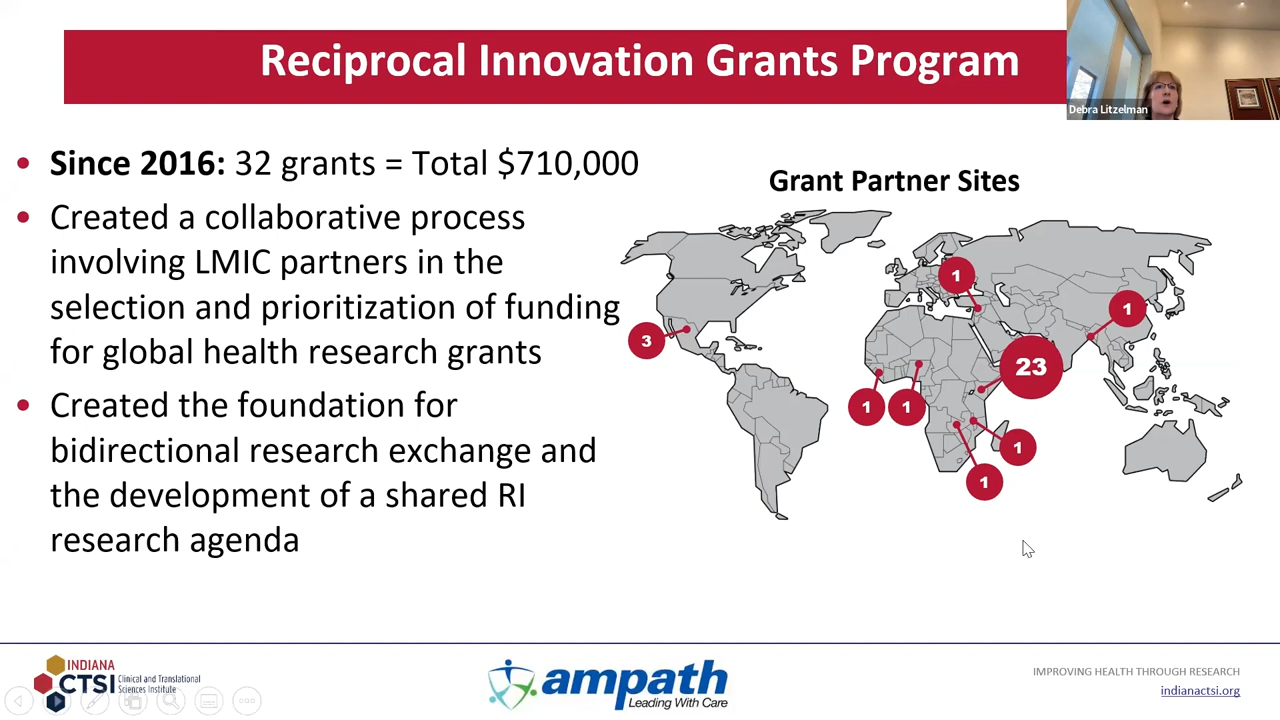 Reciprocal Innovation Grants Program
Debra Litzelman
• Since 2016: 32 grants = Total $710,000
• Created a collaborative process
involving LMIC partners in the
selection and prioritization of funding
for global health research grants
• Created the foundation for
bidirectional research exchange and
the development of a shared RI
research agenda
Grant Partner Sites
1
1
3
23
1
1
1
1
INDIANA
CTSI
Clinical and Translational
Sciences Institute
ampath
Leading With Care
IMPROVING HEALTH THROUGH RESEARCH
indianactsi.org